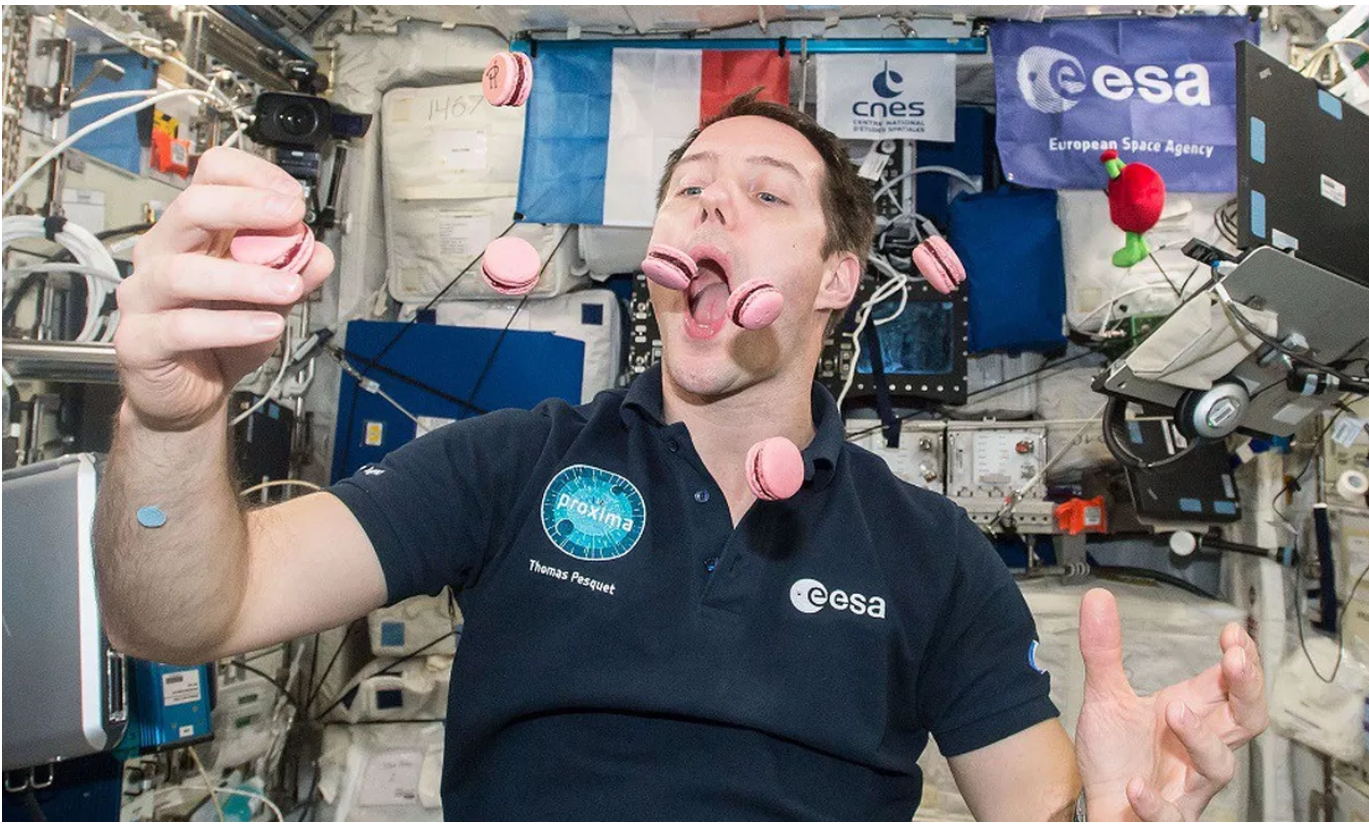 1467
cnes
CENTRE NATIONAL
D'ÉTUDES SPATIALES
esa
European Space Agency
proxima
Thomas Pesquet
esa